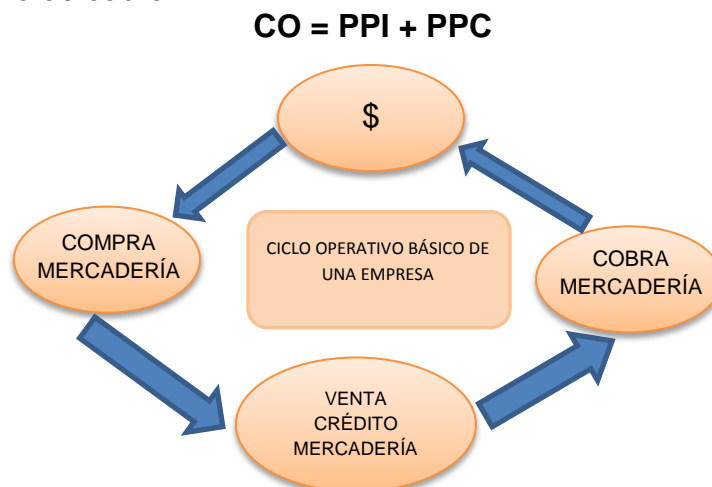 CO = PPI + PPC
$
COMPRA
MERCADERÍA
CICLO OPERATIVO BÁSICO DE
UNA EMPRESA
COBRA
MERCADERÍA
VENTA
CRÉDITO
MERCADERÍA